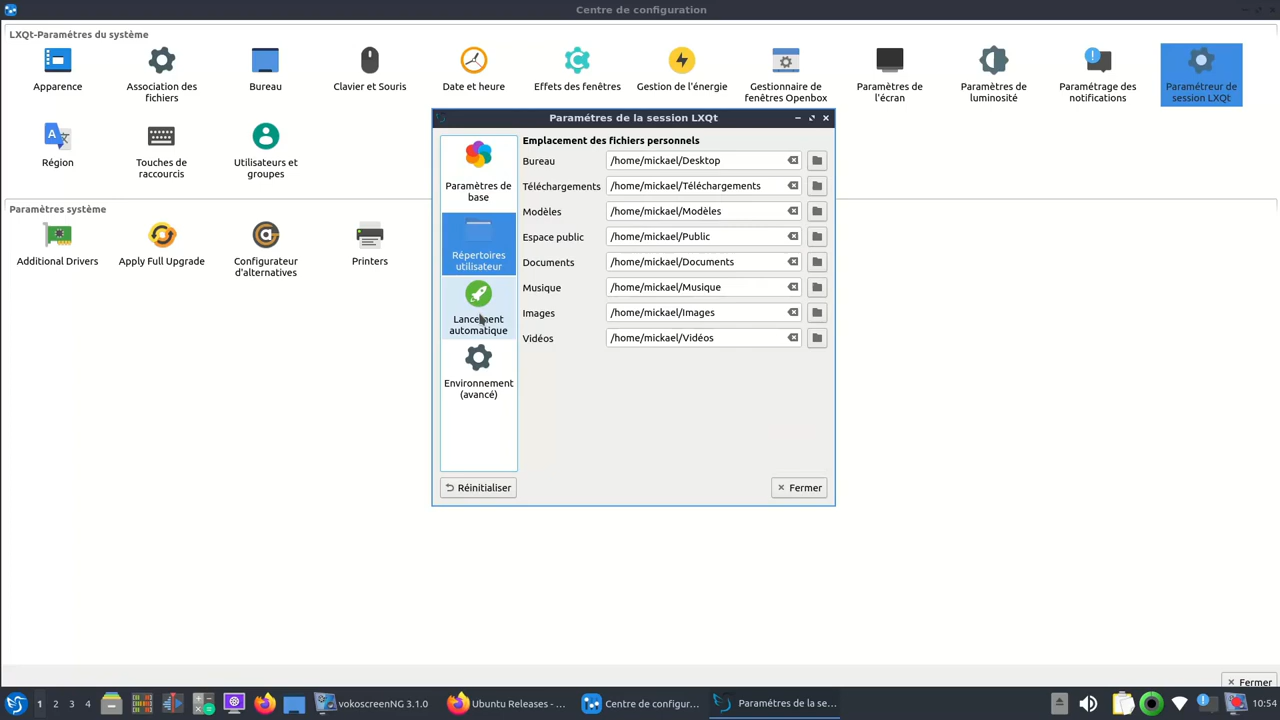 Centre de configuration
LXQt-Paramètres du système
Apparence
Association des
fichiers
Bureau
Clavier et Souris
Date et heure
Effets des fenêtres
Gestion de l'énergie
Gestionnaire de
fenêtres Openbox
Paramètres de
l'écran
Paramètres de
luminosité
Paramétrage des
notifications
Paramétreur de
session LXQt
Région
Touches de
raccourcis
Utilisateurs et
groupes
Paramètres système
Additional Drivers
Apply Full Upgrade
Configurateur
d'alternatives
Printers
Paramétres de la session LXQt
Paramètres de
base
Répertoires
utilisateur
Lancement
automatique
Environnement
(avancé)
Emplacement des fichiers personnels
Bureau /home/mickael/Desktop
Téléchargements /home/mickael/Téléchargements
Modèles /home/mickael/Modèles
Espace public /home/mickael/Public
Documents /home/mickael/Documents
Musique /home/mickael/Musique
Images /home/mickael/Images
Vidéos /home/mickael/Vidéos
Réinitialiser
Fermer
Fermer
1 2 3 4
vokoscreenNG 3.1.0
Ubuntu Releases - ...
Centre de configur...
Paramétres de la se...
10:54